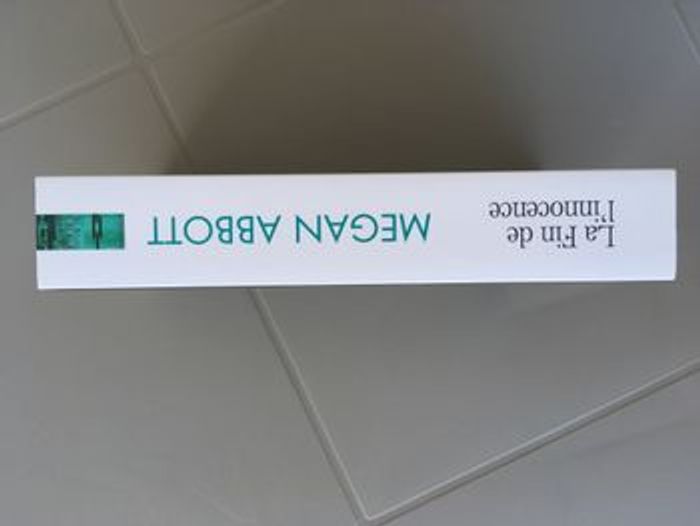 La Fin de
l'innocence
MEGAN ABBOTT